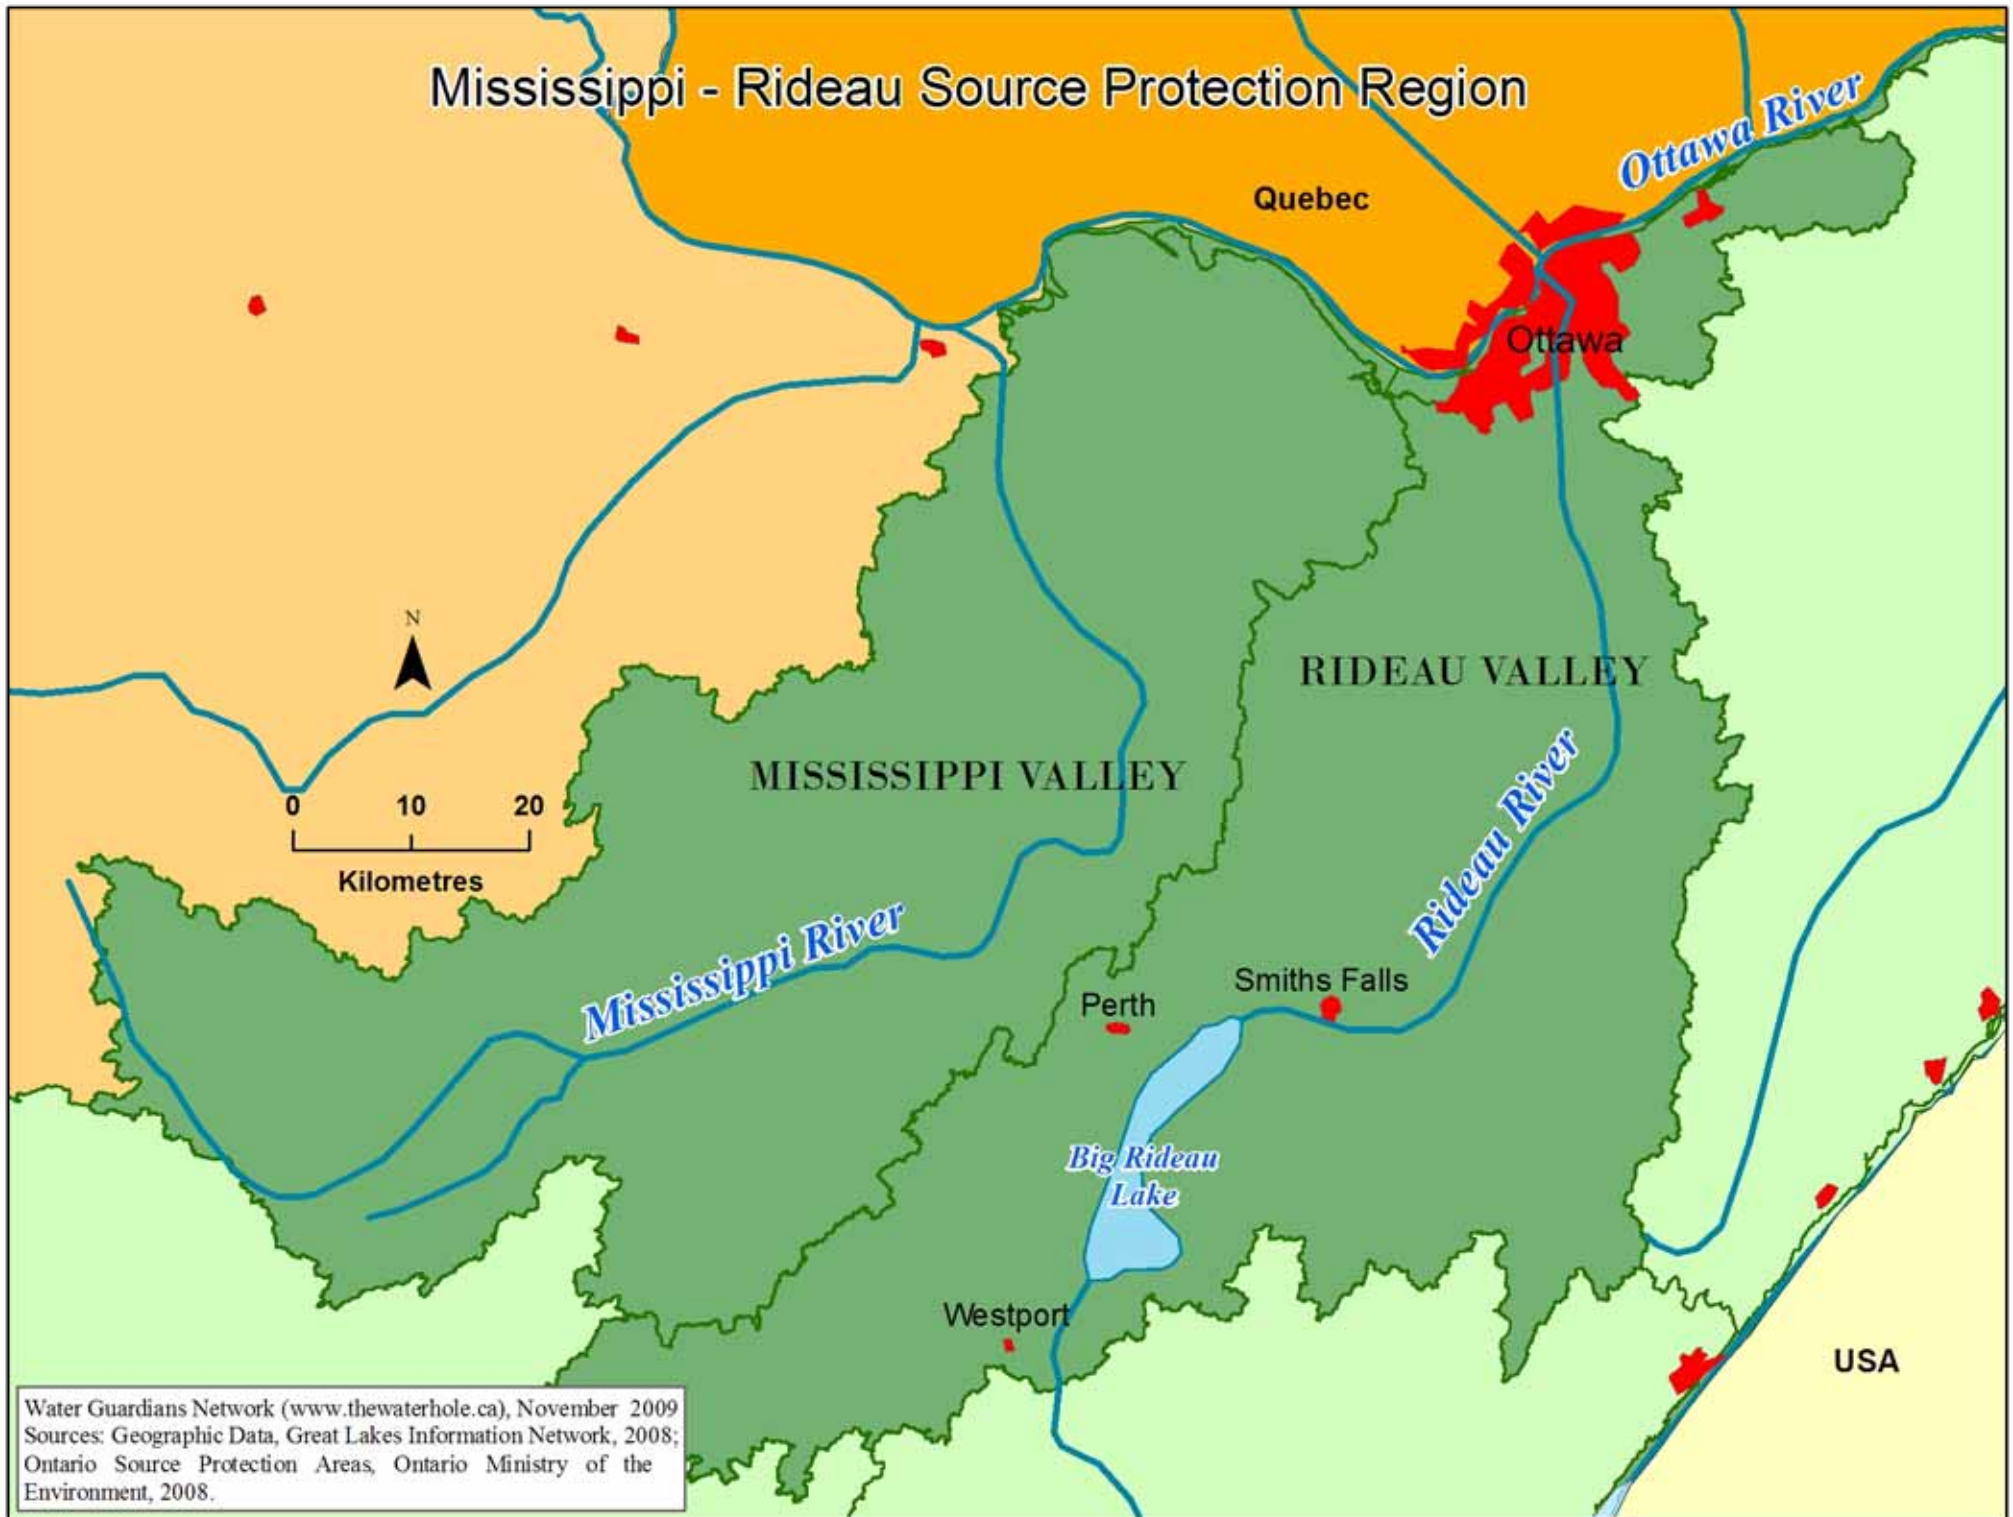 Mississippi - Rideau Source Protection Region
Ottawa River
Quebec
Ottawa
N
RIDEAU VALLEY
MISSISSIPPI VALLEY
0 10 20
Kilometres
Rideau River
Mississippi River
Smiths Falls
Perth
Big Rideau
Lake
Westport
USA
Water Guardians Network (www.thewaterhole.ca), November 2009
Sources: Geographic Data, Great Lakes Information Network, 2008;
Ontario Source Protection Areas, Ontario Ministry of the
Environment, 2008.